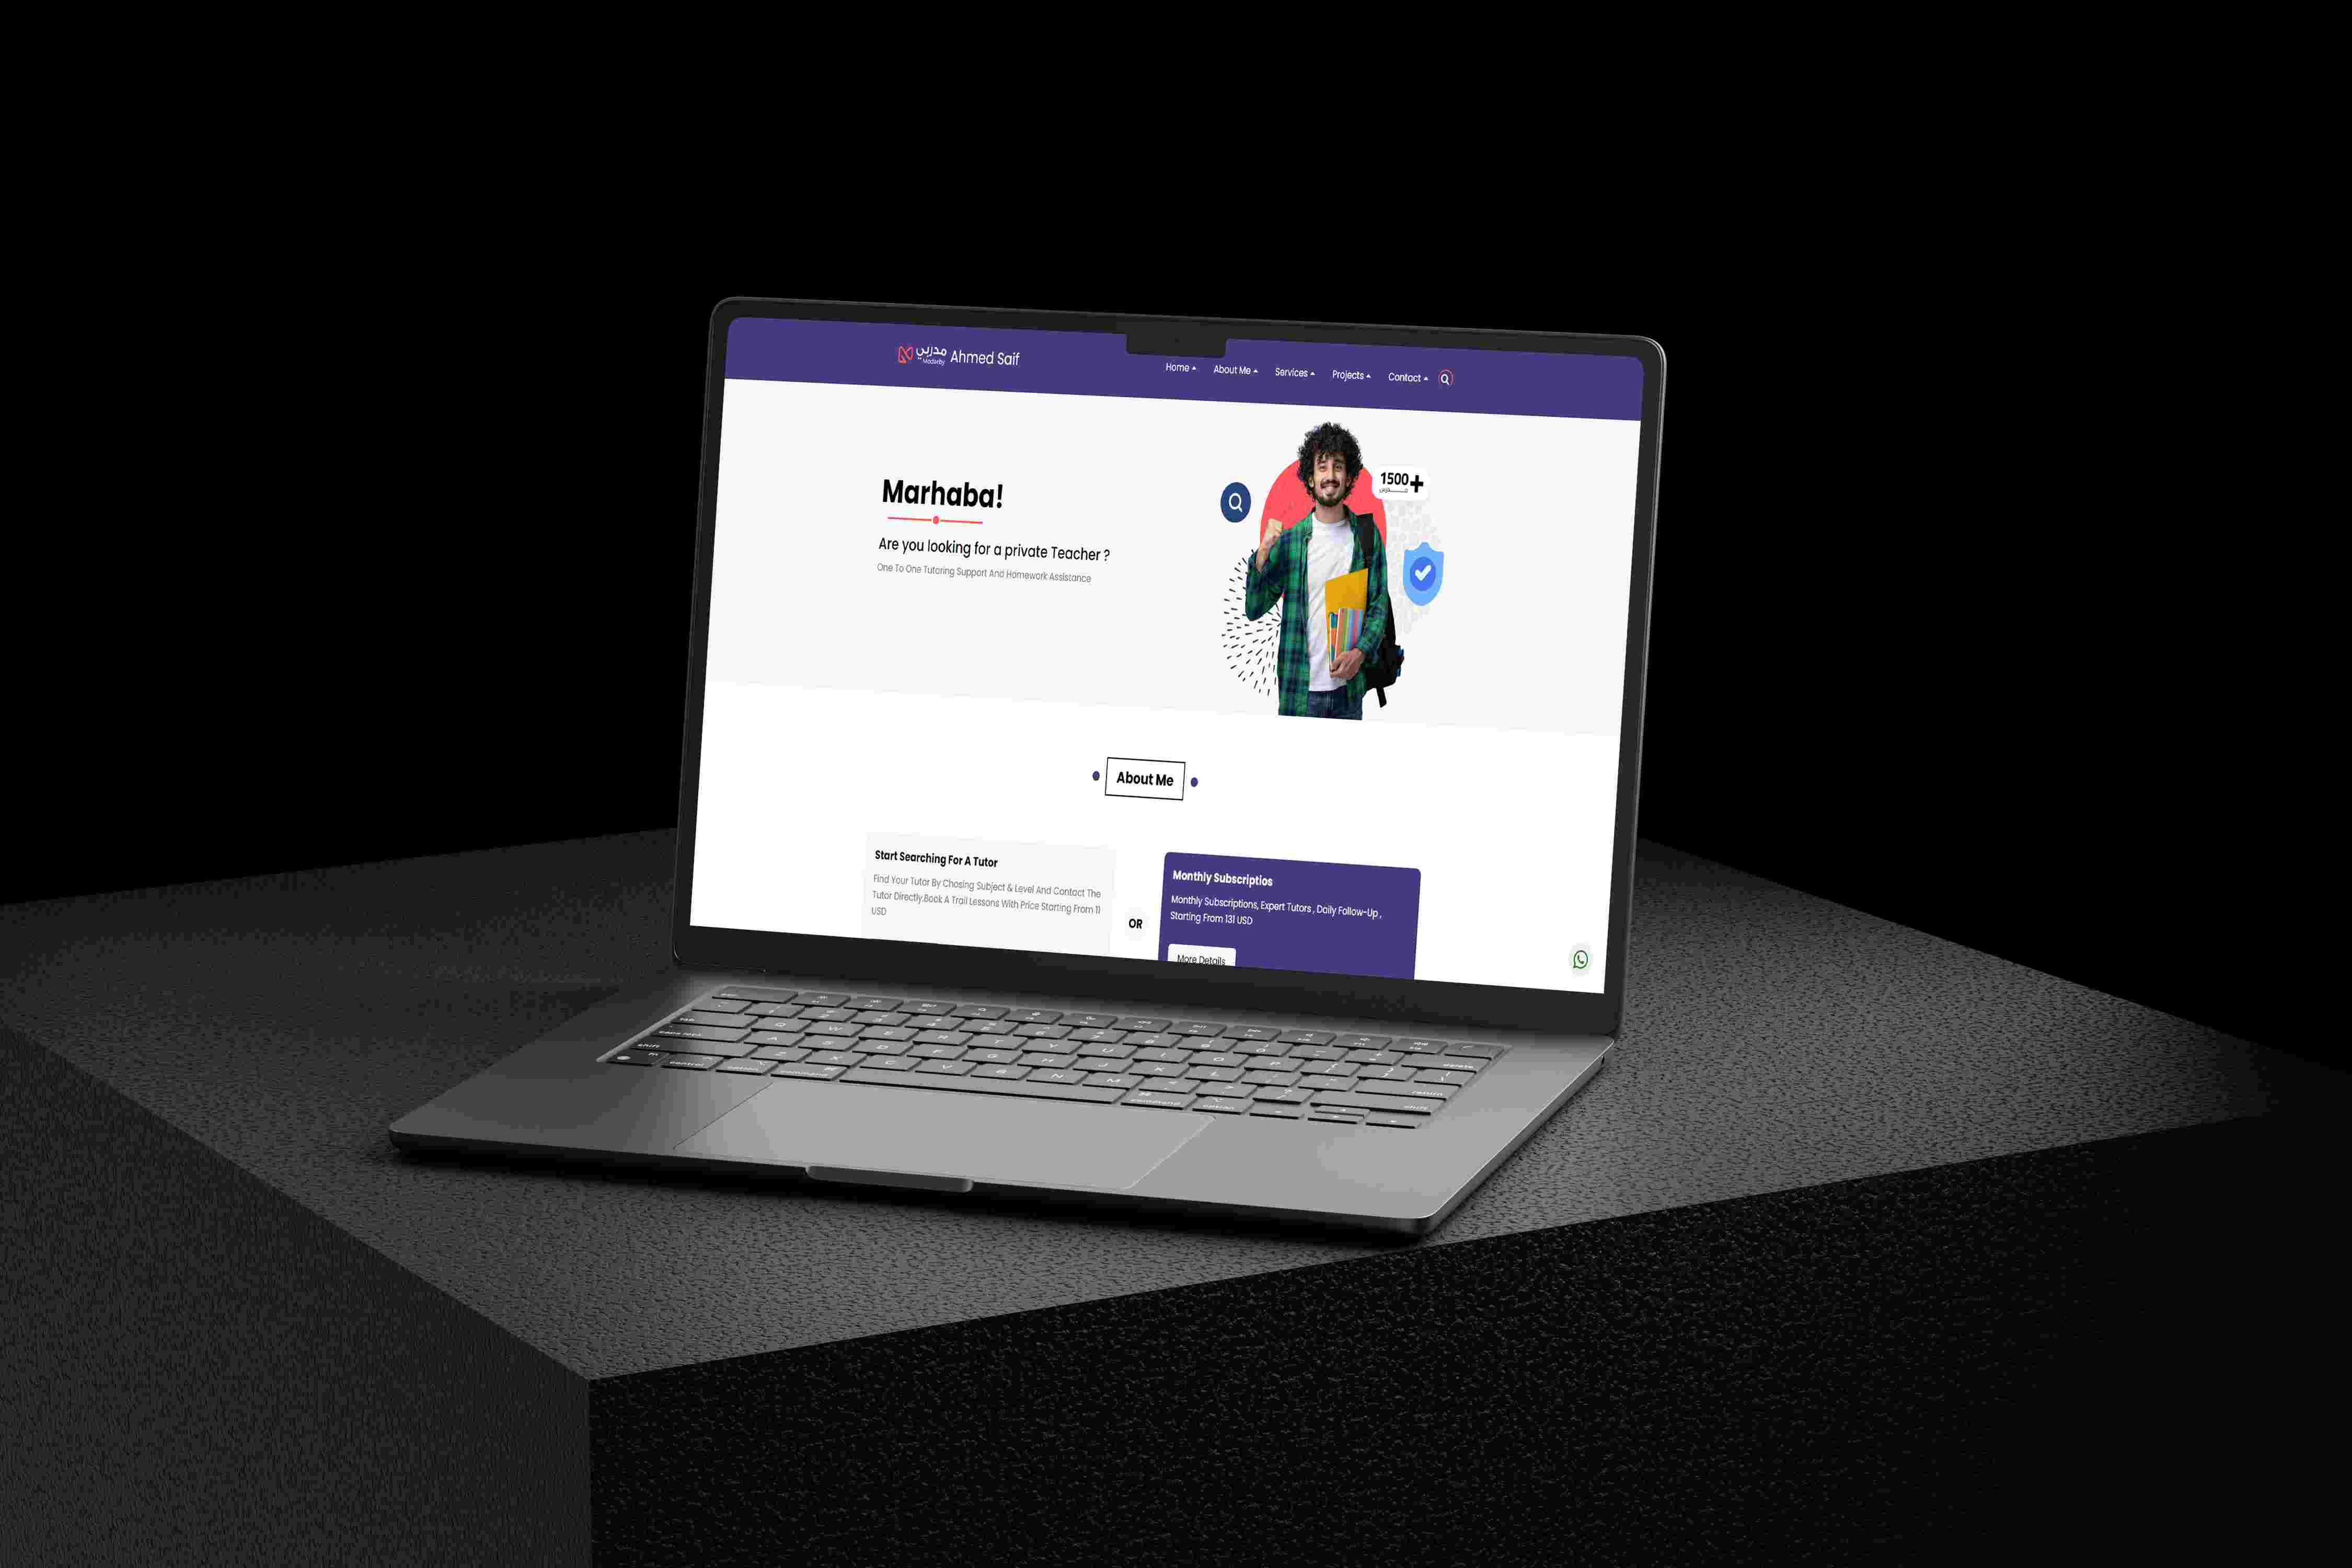 مدربي
Modarby
Ahmed Saif
Home
About Me
Services
Projects
Contact
Marhaba!
Are you looking for a private Teacher ?
One To One Tutoring Support And Homework Assistance
1500+
About Me
Start Searching For A Tutor
Find Your Tutor By Chosing Subject & Level And Contact The
Tutor Directly.Book A Trail Lessons With Price Starting From 11
USD
OR
Monthly Subscriptios
Monthly Subscriptions, Expert Tutors , Daily Follow-Up ,
Starting From 131 USD
More Details